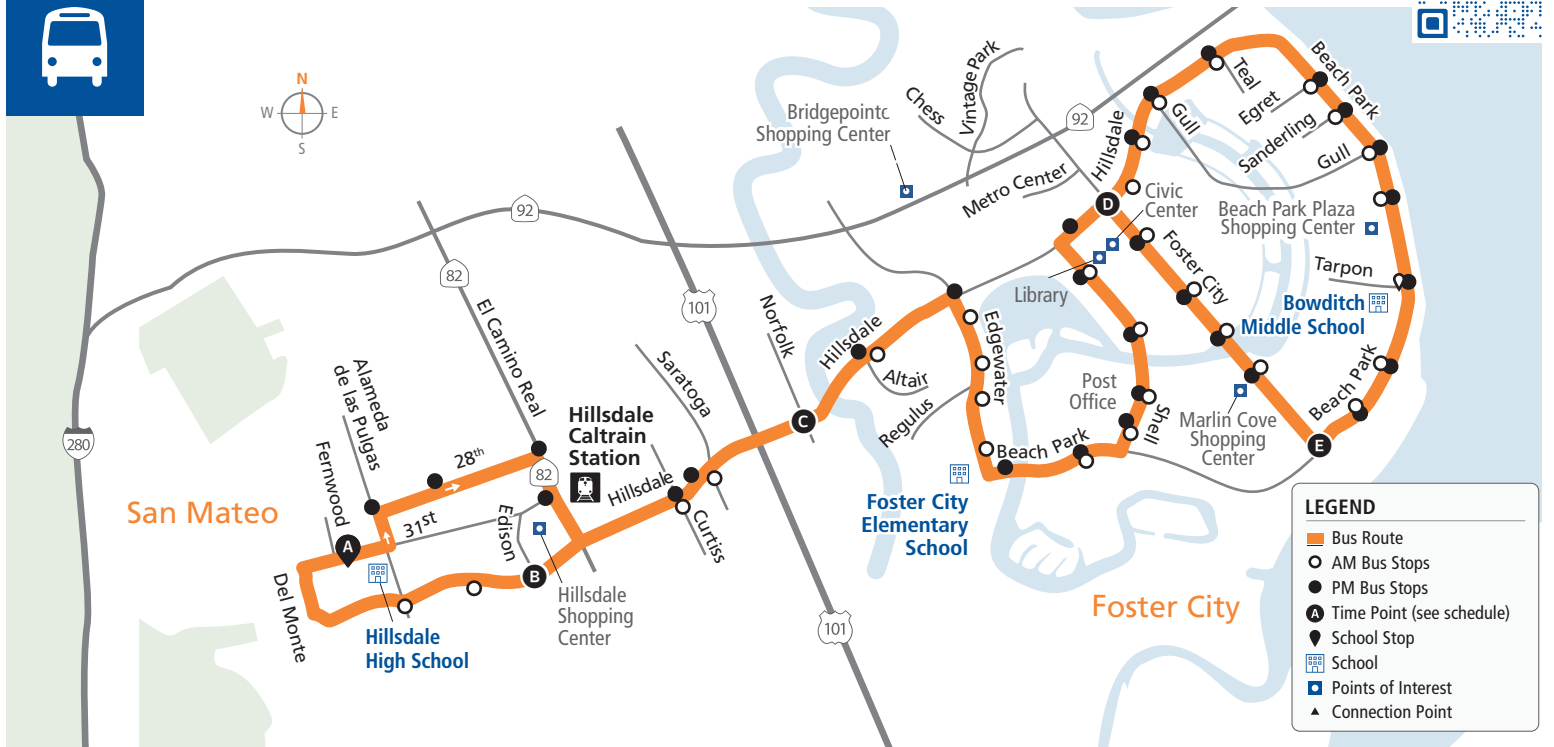 N
W
E
S
Bridgepointc
Shopping Center
Chess
Vintage Park
92
Metro Center
Hillsdale
Gull
Teal
Egret
Sanderling
Gull
Beach Park
D
Civic
Center
Library
Foster City
Beach Park Plaza
Shopping Center
Tarpon
Bowditch
Middle School
Beach Park
E
Marlin Cove
Shopping
Center
Post
Office
Shell
Beach Park
Edgewater
Foster City
Elementary
School
Regulus
Altair
Hillsdale
Norfolk
C
101
101
92
82
El Camino Real
Saratoga
Hillsdale
Caltrain
Station
82
Hillsdale
Curtiss
Alameda
de las Pulgas
28th
31st
Fernwood
A
Edison
B
Hillsdale
Shopping
Center
Del Monte
Hillsdale
High School
San Mateo
280
Foster City
LEGEND
Bus Route
AM Bus Stops
PM Bus Stops
A Time Point (see schedule)
School Stop
School
Points of Interest
Connection Point